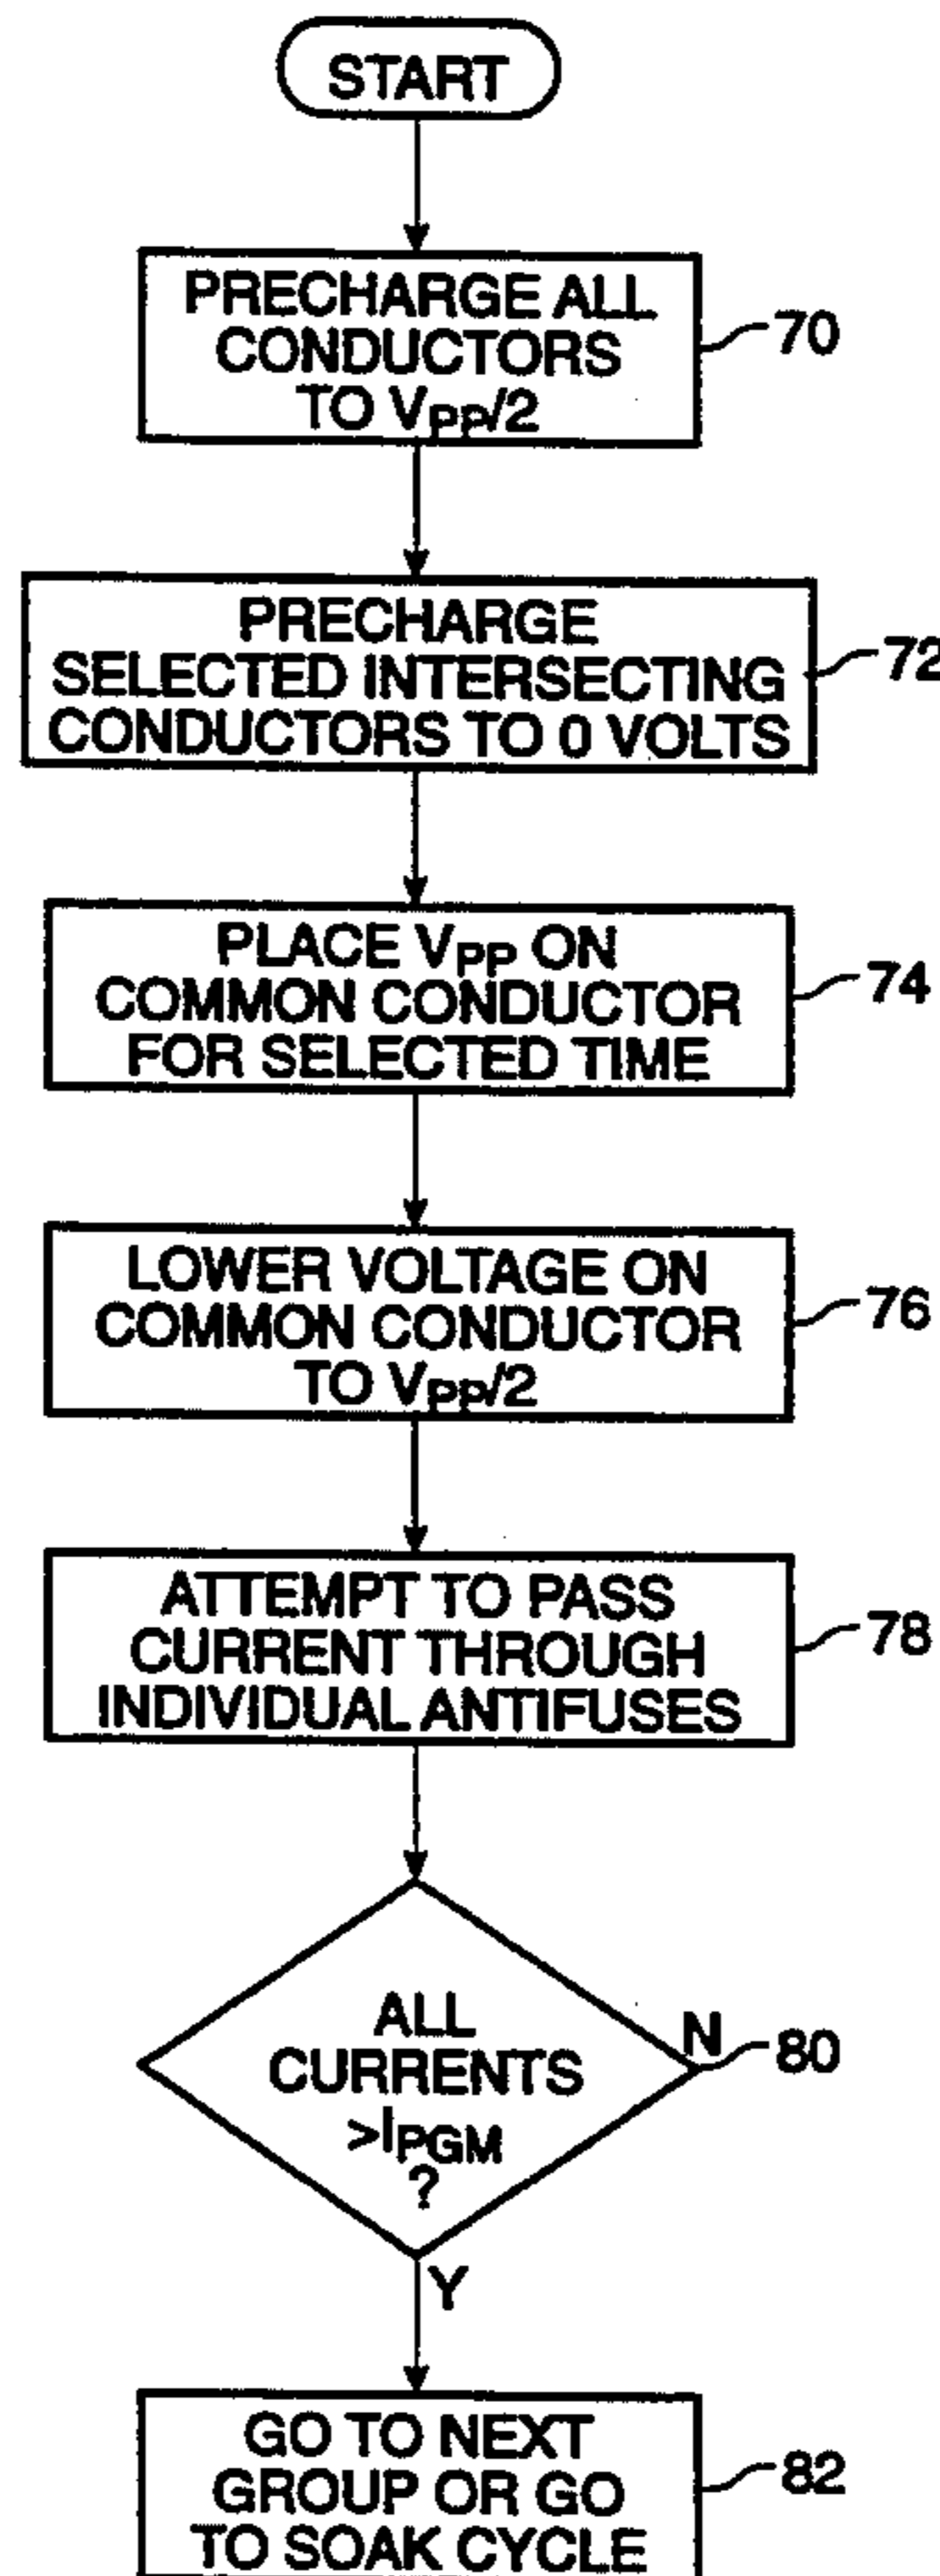 START
PRECHARGE ALL
CONDUCTORS
TO VPP/2
70
PRECHARGE
SELECTED INTERSECTING
CONDUCTORS TO 0 VOLTS
72
PLACE VPP ON
COMMON CONDUCTOR
FOR SELECTED TIME
74
LOWER VOLTAGE ON
COMMON CONDUCTOR
TO VPP/2
76
ATTEMPT TO PASS
CURRENT THROUGH
INDIVIDUAL ANTIFUSES
78
ALL
CURRENTS
>IPGM
?
N
80
Y
GO TO NEXT
GROUP OR GO
TO SOAK CYCLE
82